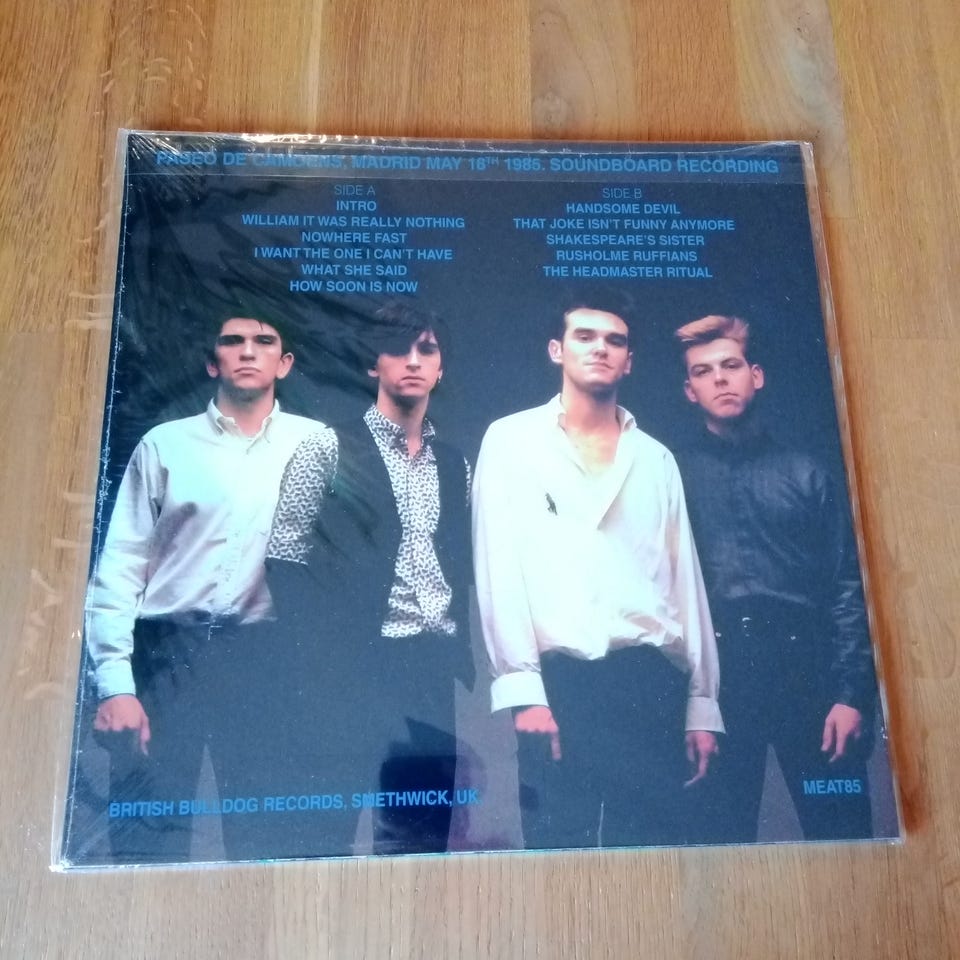 PASEO DE CAMOENS, MADRID MAY 18TH 1985. SOUNDBOARD RECORDING
SIDE A
INTRO
WILLIAM IT WAS REALLY NOTHING
NOWHERE FAST
I WANT THE ONE I CAN'T HAVE
WHAT SHE SAID
HOW SOON IS NOW
SIDE B
HANDSOME DEVIL
THAT JOKE ISN'T FUNNY ANYMORE
SHAKESPEARE'S SISTER
RUSHOLME RUFFIANS
THE HEADMASTER RITUAL
BRITISH BULLDOG RECORDS, SMETHWICK, UK
MEAT85